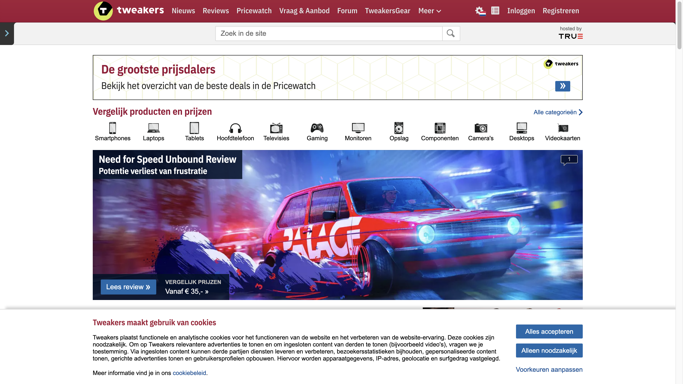 tweakers Nieuws Reviews Pricewatch Vraag & Aanbod Forum TweakersGear Meer Inloggen Registreren
Zoek in de site
hosted by
TRUE
De grootste prijsdalers
Bekijk het overzicht van de beste deals in de Pricewatch
tweakers
Vergelijk producten en prijzen
Alle categorieën
Smartphones Laptops Tablets Hoofdtelefoon Televisies Gaming Monitoren Opslag Componenten Camera's Desktops Videokaarten
Need for Speed Unbound Review
Potentie verliest van frustratie
1
PALACE
Lees review »
VERGELIJK PRIJZEN
Vanaf € 35,- »
Tweakers maakt gebruik van cookies
Tweakers plaatst functionele en analytische cookies voor het functioneren van de website en het verbeteren van de website-ervaring. Deze cookies zijn
noodzakelijk. Om op Tweakers relevantere advertenties te tonen en om ingesloten content van derden te tonen (bijvoorbeeld video's), vragen we je
toestemming. Via ingesloten content kunnen derde partijen diensten leveren en verbeteren, bezoekersstatistieken bijhouden, gepersonaliseerde content
tonen, gerichte advertenties tonen en gebruikersprofielen opbouwen. Hiervoor worden apparaatgegevens, IP-adres, geolocatie en surfgedrag vastgelegd.
Meer informatie vind je in ons cookiebeleid.
Alles accepteren
Alleen noodzakelijk
Voorkeuren aanpassen